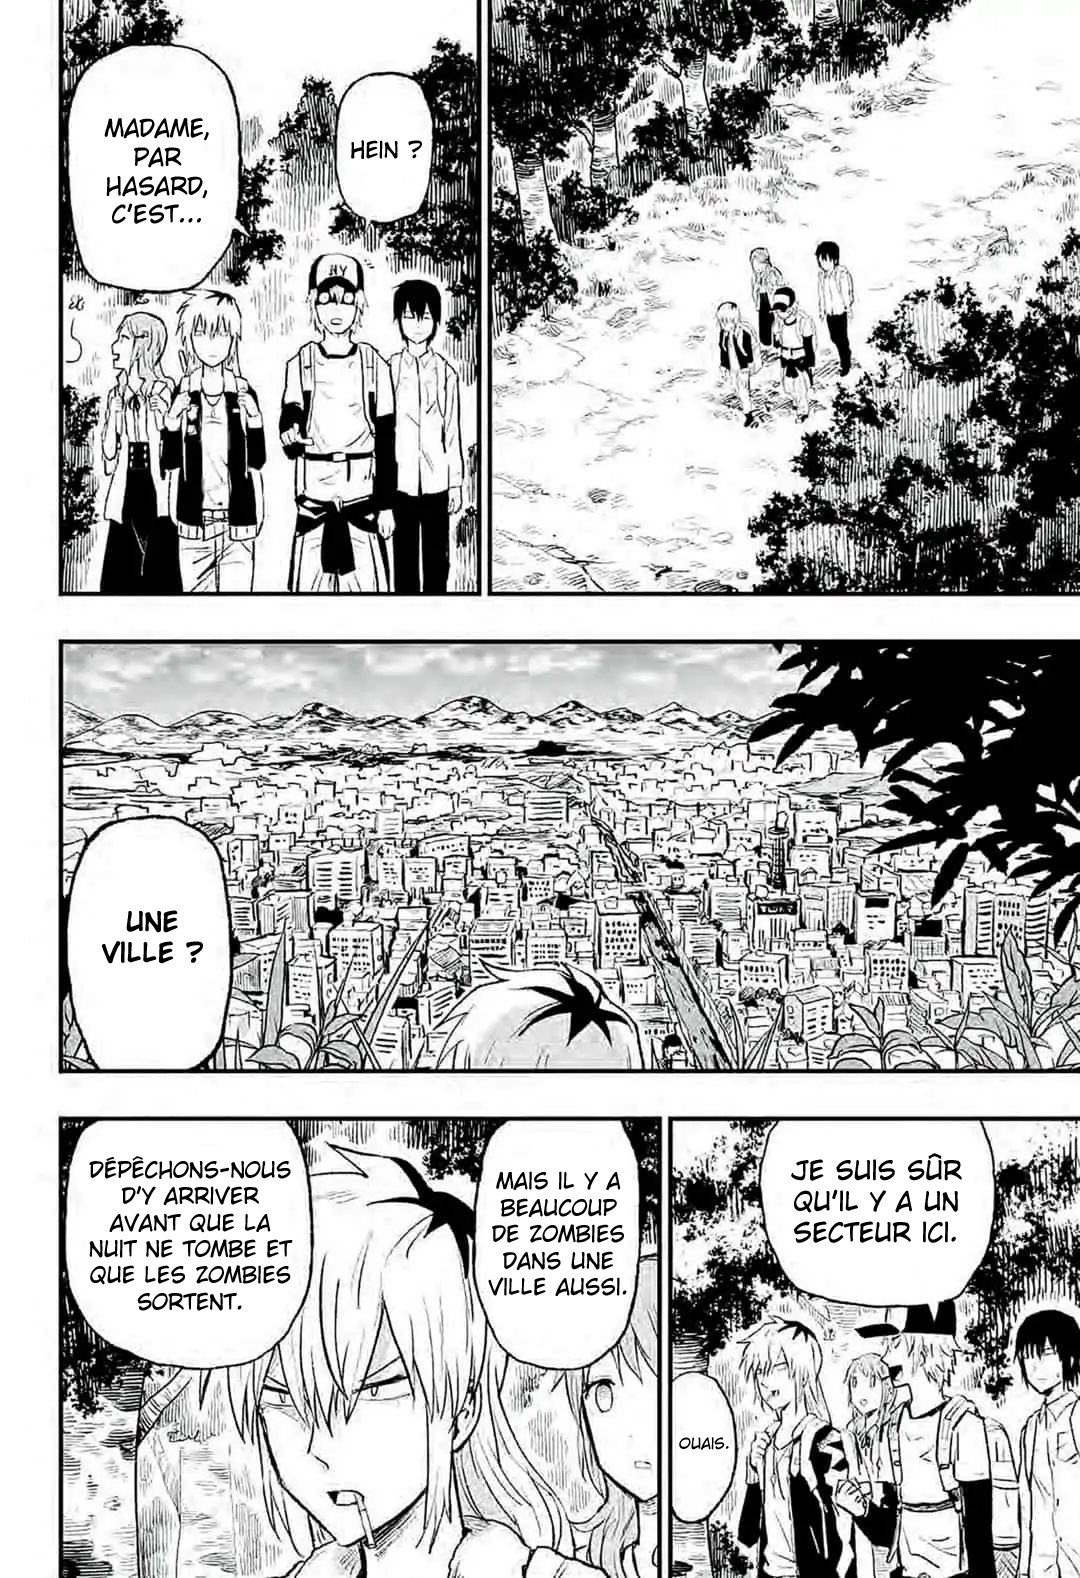 HEIN ?
MADAME,
PAR
HASARD,
C'EST...
NY
UNE
VILLE ?
JE SUIS SÛR
QU'IL Y A UN
SECTEUR ICI.
OUAIS.
MAIS IL Y A
BEAUCOUP
DE ZOMBIES
DANS UNE
VILLE AUSSI.
DÉPÊCHONS-NOUS
D'Y ARRIVER
AVANT QUE LA
NUIT NE TOMBE ET
QUE LES ZOMBIES
SORTENT.